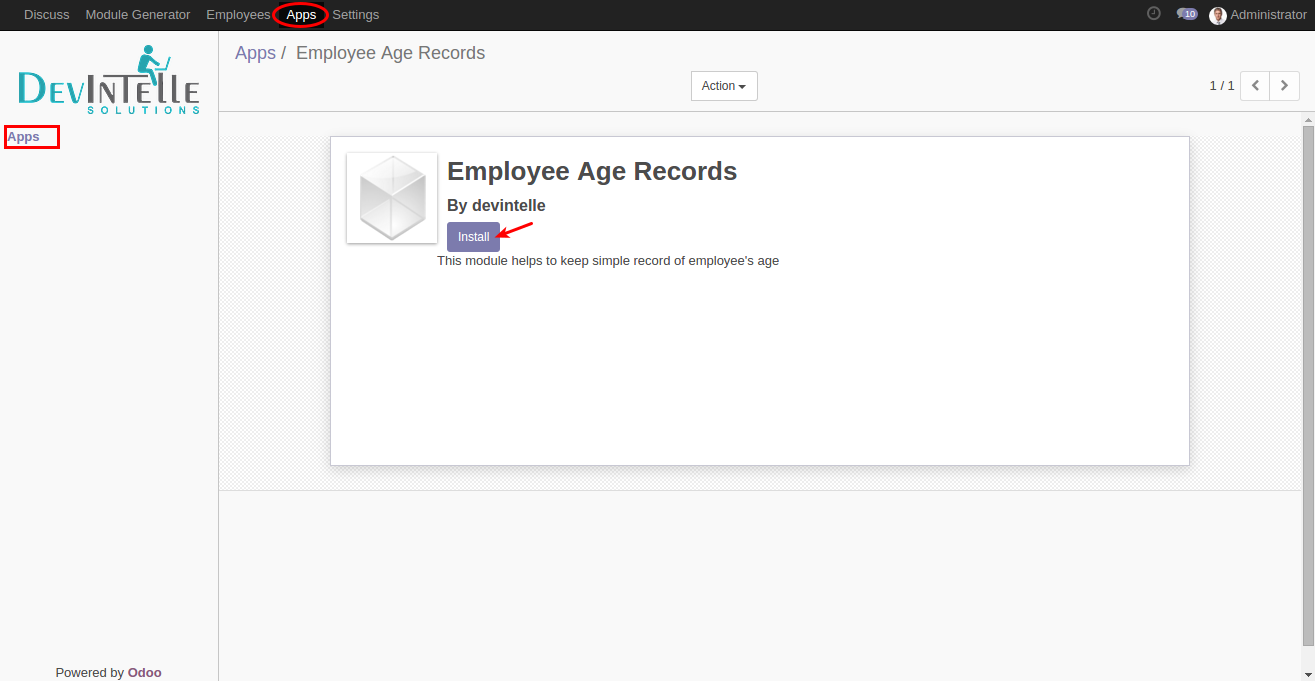 Discuss Module Generator Employees Apps Settings 10 Administrator
DEVINTELLE
SOLUTIONS
Apps
Apps / Employee Age Records
Action
1 / 1
Employee Age Records
By devintelle
Install
This module helps to keep simple record of employee's age
Powered by Odoo